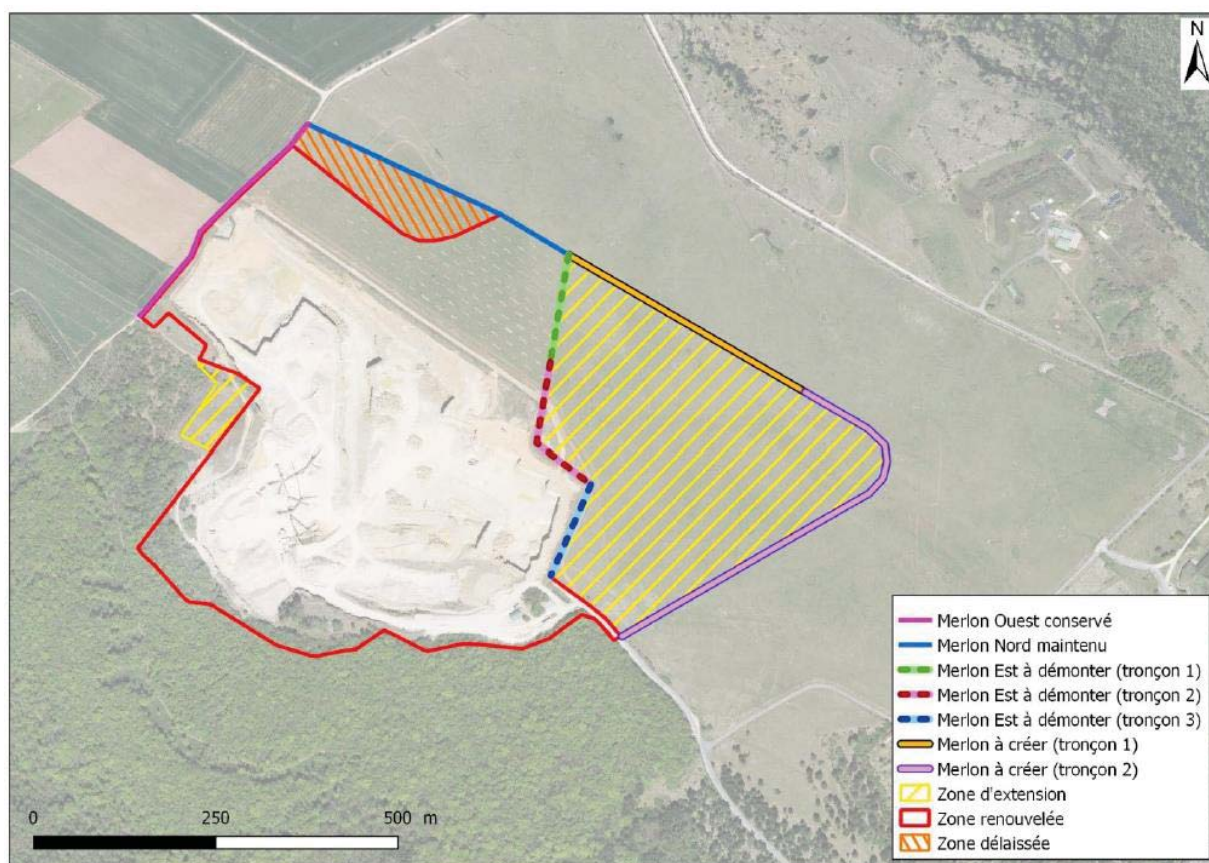 N
Merlon Ouest conservé
Merlon Nord maintenu
Merlon Est à démonter (tronçon 1)
Merlon Est à démonter (tronçon 2)
Merlon Est à démonter (tronçon 3)
Merlon à créer (tronçon 1)
Merlon à créer (tronçon 2)
Zone d'extension
Zone renouvelée
Zone délaissée
0 250 500 m